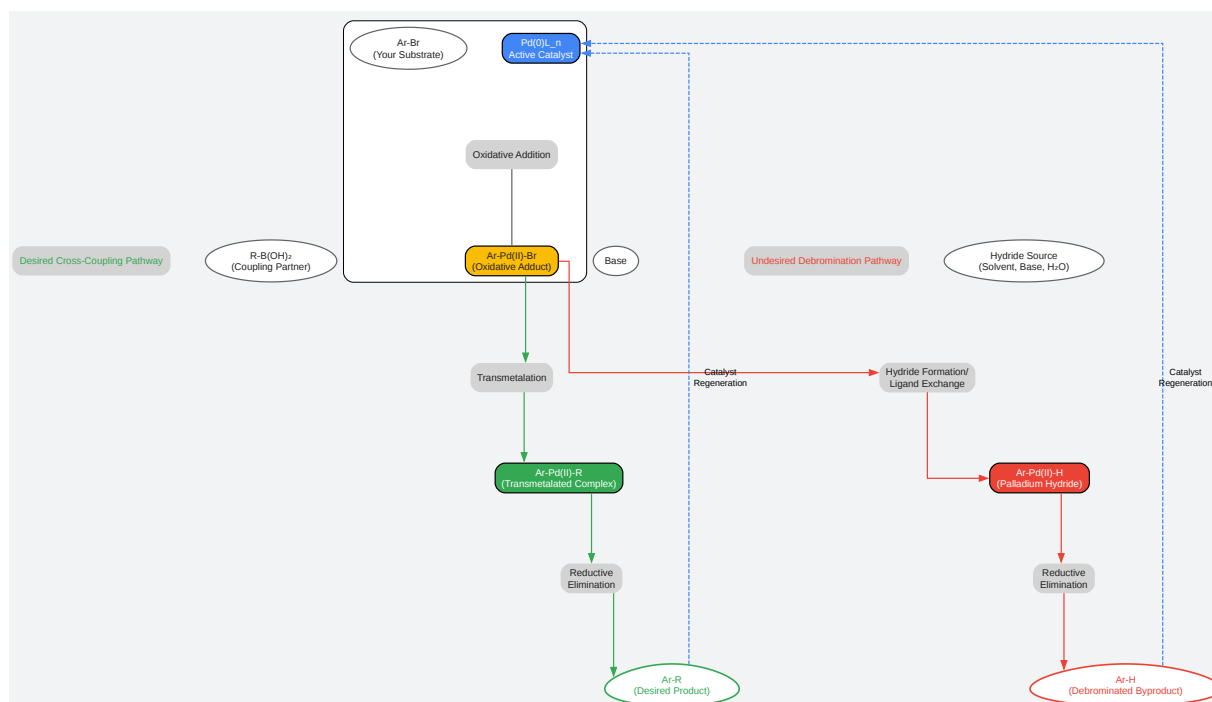 Ar-Br
(Your Substrate)
Pd(0)L_n
Active Catalyst
Oxidative Addition
Desired Cross-Coupling Pathway
R-B(OH)₂
(Coupling Partner)
Ar-Pd(II)-Br
(Oxidative Adduct)
Base
Undesired Debromination Pathway
Hydride Source
(Solvent, Base, H₂O)
Transmetalation
Catalyst
Regeneration
Hydride Formation/
Ligand Exchange
Catalyst
Regeneration
Ar-Pd(II)-R
(Transmetalated Complex)
Ar-Pd(II)-H
(Palladium Hydride)
Reductive
Elimination
Reductive
Elimination
Ar-R
(Desired Product)
Ar-H
(Debrominated Byproduct)